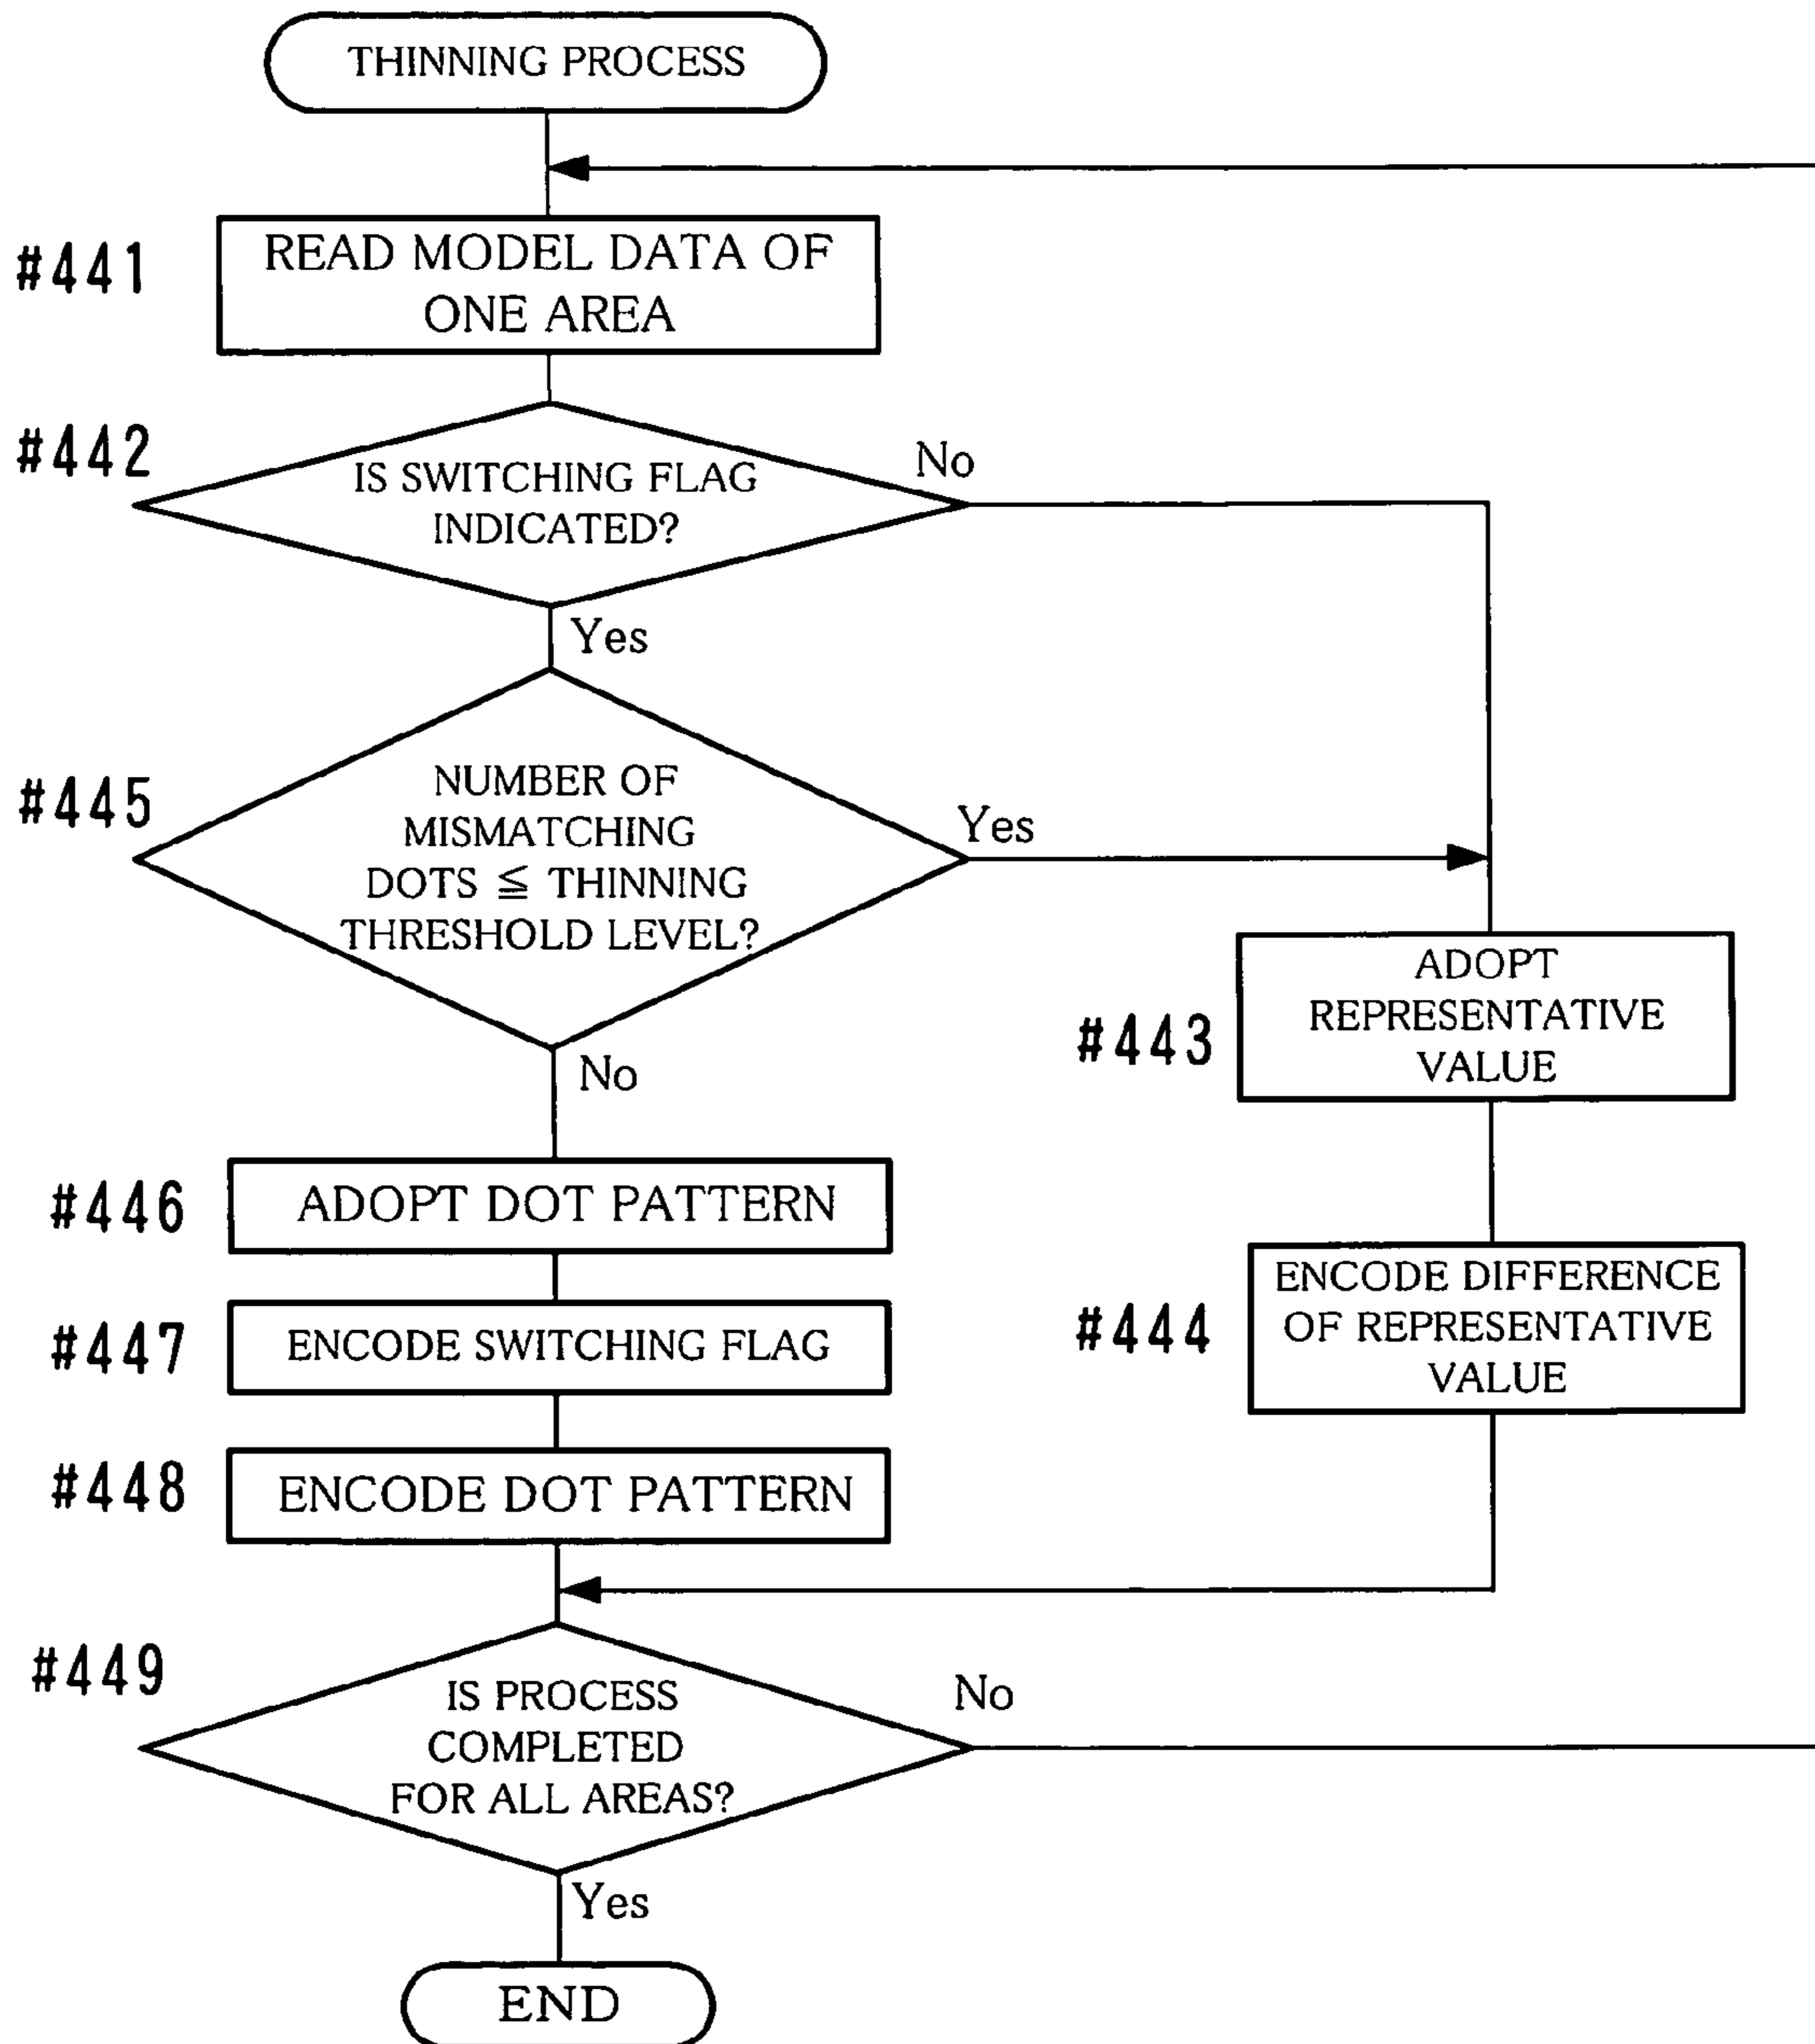 THINNING PROCESS
#441
READ MODEL DATA OF
ONE AREA
#442
IS SWITCHING FLAG
INDICATED?
No
Yes
#445
NUMBER OF
MISMATCHING
DOTS ≦ THINNING
THRESHOLD LEVEL?
Yes
No
#443
ADOPT
REPRESENTATIVE
VALUE
#446
ADOPT DOT PATTERN
#444
ENCODE DIFFERENCE
OF REPRESENTATIVE
VALUE
#447
ENCODE SWITCHING FLAG
#448
ENCODE DOT PATTERN
#449
IS PROCESS
COMPLETED
FOR ALL AREAS?
No
Yes
END